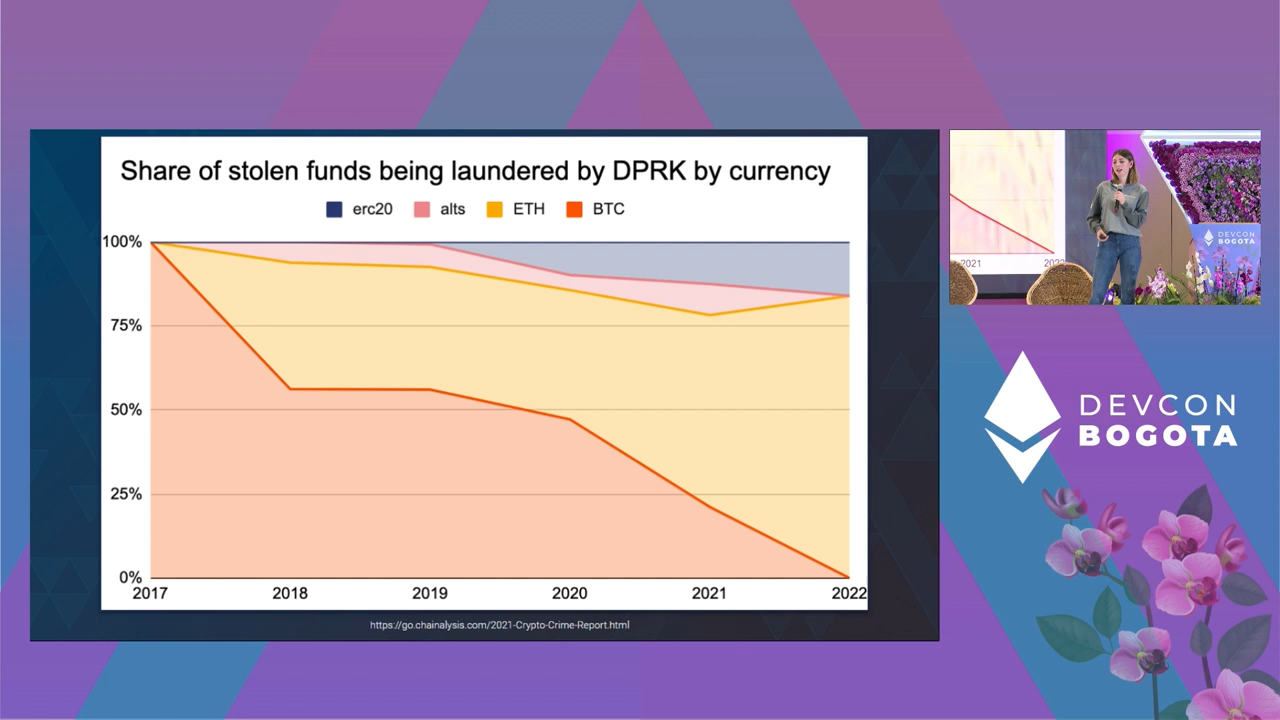 Share of stolen funds being laundered by DPRK by currency
erc20 alts ETH BTC
100%
75%
50%
25%
0%
2017 2018 2019 2020 2021 2022
https://go.chainalysis.com/2021-Crypto-Crime-Report.html
2021 2022
DEVCON
BOGOTA
DEVCON
BOGOTA